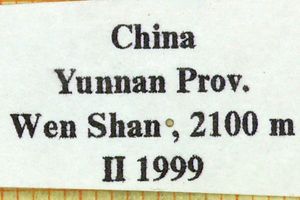 China
Yunnan Prov.
Wen Shan , 2100 m
II 1999